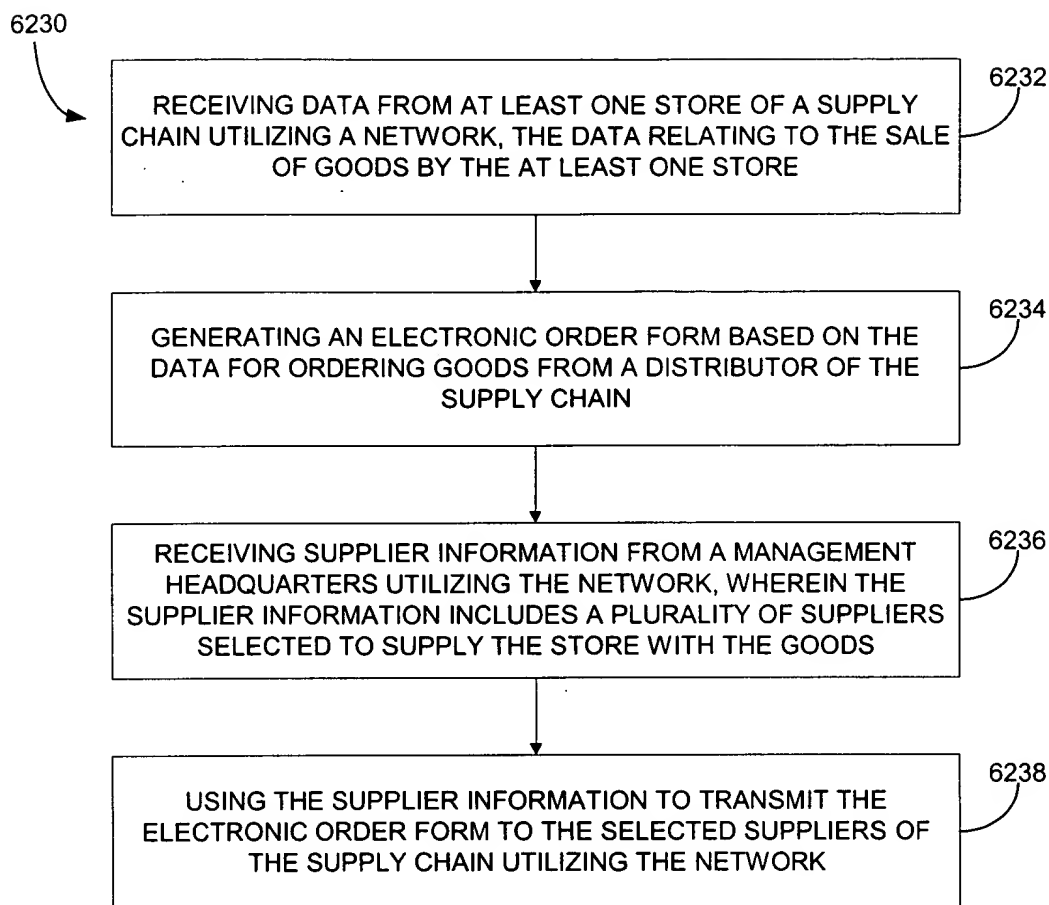 6230
6232
RECEIVING DATA FROM AT LEAST ONE STORE OF A SUPPLY
CHAIN UTILIZING A NETWORK, THE DATA RELATING TO THE SALE
OF GOODS BY THE AT LEAST ONE STORE
6234
GENERATING AN ELECTRONIC ORDER FORM BASED ON THE
DATA FOR ORDERING GOODS FROM A DISTRIBUTOR OF THE
SUPPLY CHAIN
6236
RECEIVING SUPPLIER INFORMATION FROM A MANAGEMENT
HEADQUARTERS UTILIZING THE NETWORK, WHEREIN THE
SUPPLIER INFORMATION INCLUDES A PLURALITY OF SUPPLIERS
SELECTED TO SUPPLY THE STORE WITH THE GOODS
6238
USING THE SUPPLIER INFORMATION TO TRANSMIT THE
ELECTRONIC ORDER FORM TO THE SELECTED SUPPLIERS OF
THE SUPPLY CHAIN UTILIZING THE NETWORK